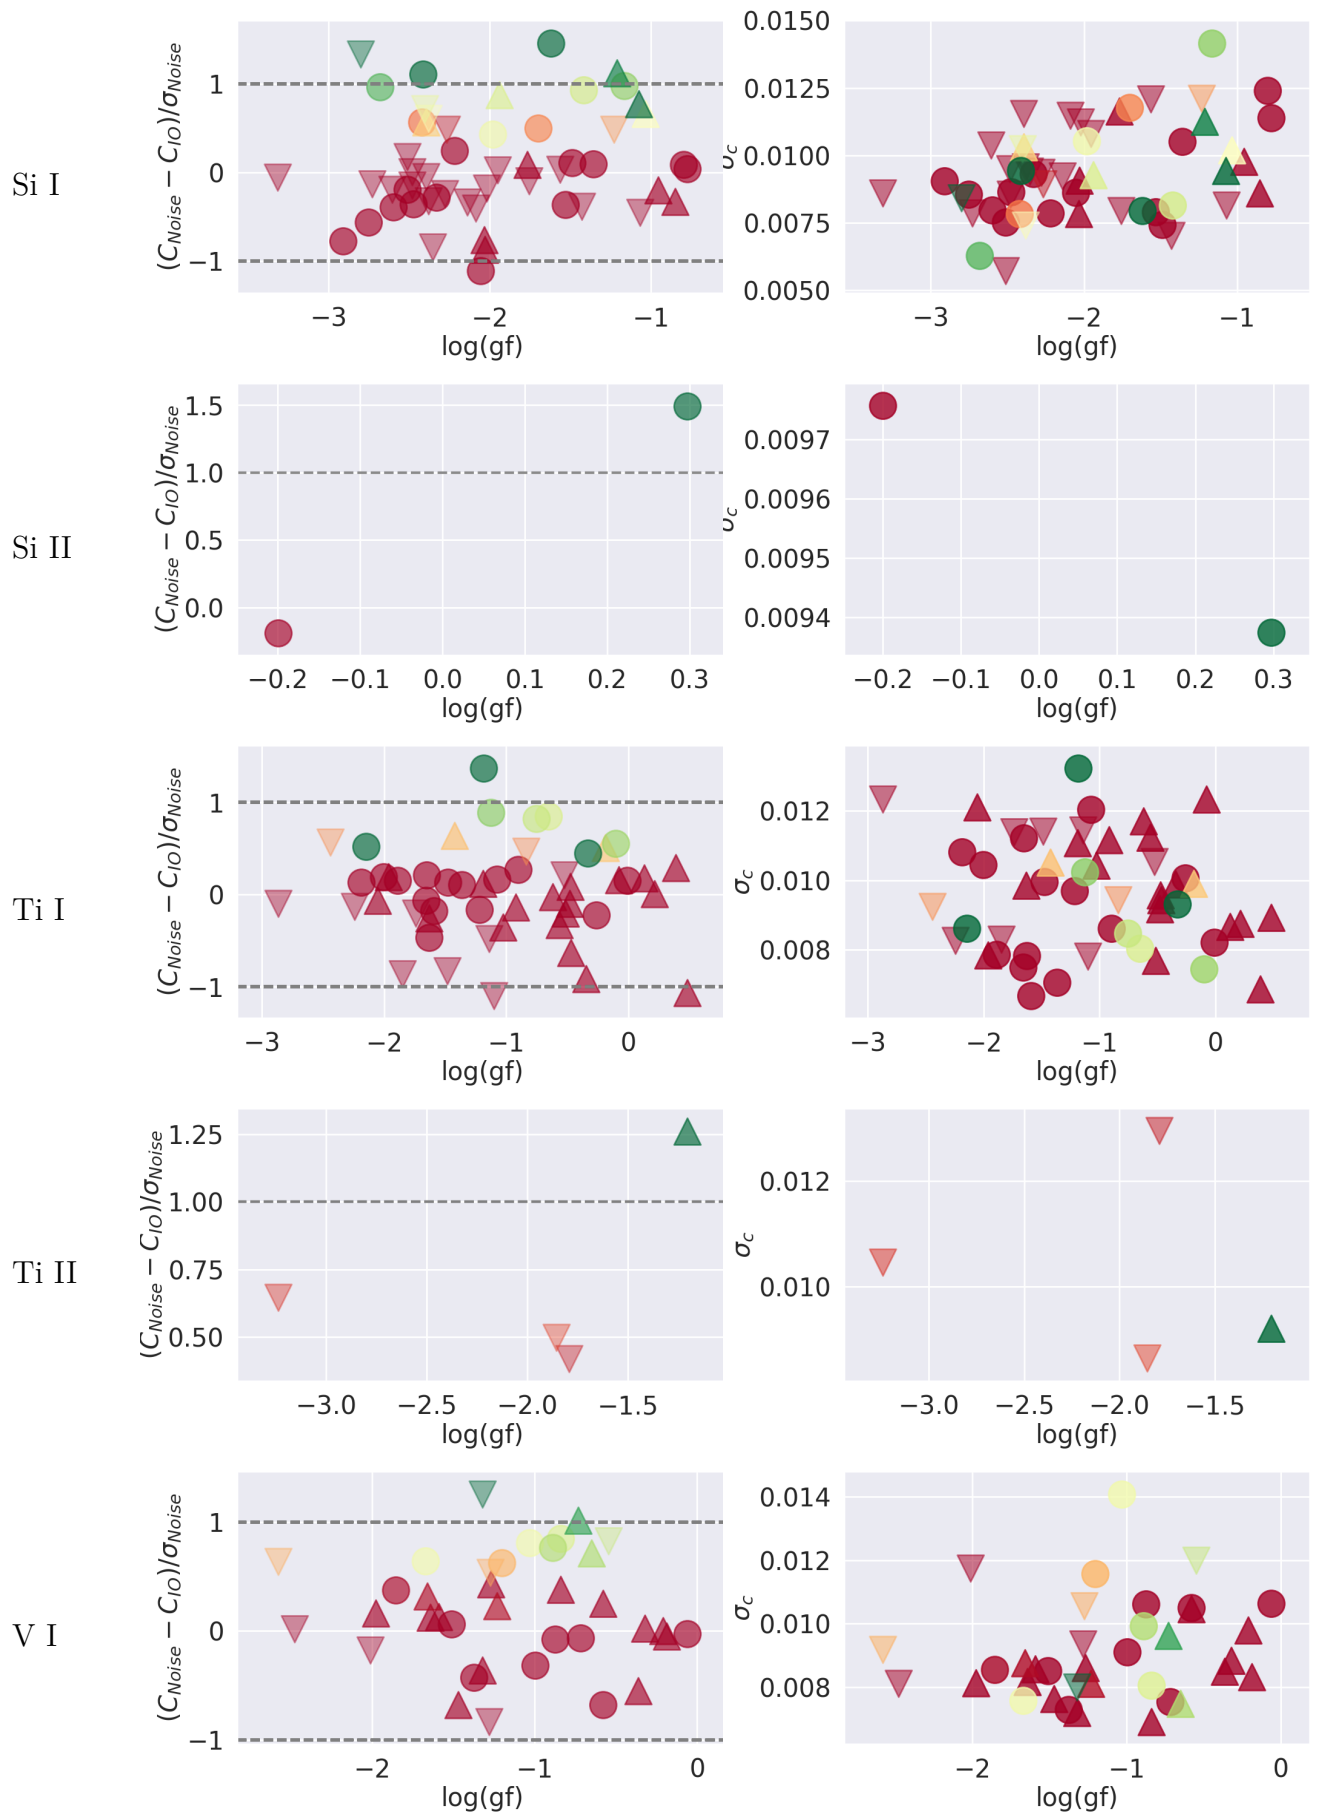 Si I
(C_Noise − C_IO)/σ_Noise
1
0
−1
−3 −2 −1
log(gf)
σ_c
0.0150
0.0125
0.0100
0.0075
0.0050
−3 −2 −1
log(gf)
Si II
(C_Noise − C_IO)/σ_Noise
1.5
1.0
0.5
0.0
−0.2 −0.1 0.0 0.1 0.2 0.3
log(gf)
σ_c
0.0097
0.0096
0.0095
0.0094
−0.2 −0.1 0.0 0.1 0.2 0.3
log(gf)
Ti I
(C_Noise − C_IO)/σ_Noise
1
0
−1
−3 −2 −1 0
log(gf)
σ_c
0.012
0.010
0.008
−3 −2 −1 0
log(gf)
Ti II
(C_Noise − C_IO)/σ_Noise
1.25
1.00
0.75
0.50
−3.0 −2.5 −2.0 −1.5
log(gf)
σ_c
0.012
0.010
−3.0 −2.5 −2.0 −1.5
log(gf)
V I
(C_Noise − C_IO)/σ_Noise
1
0
−1
−2 −1 0
log(gf)
σ_c
0.014
0.012
0.010
0.008
−2 −1 0
log(gf)